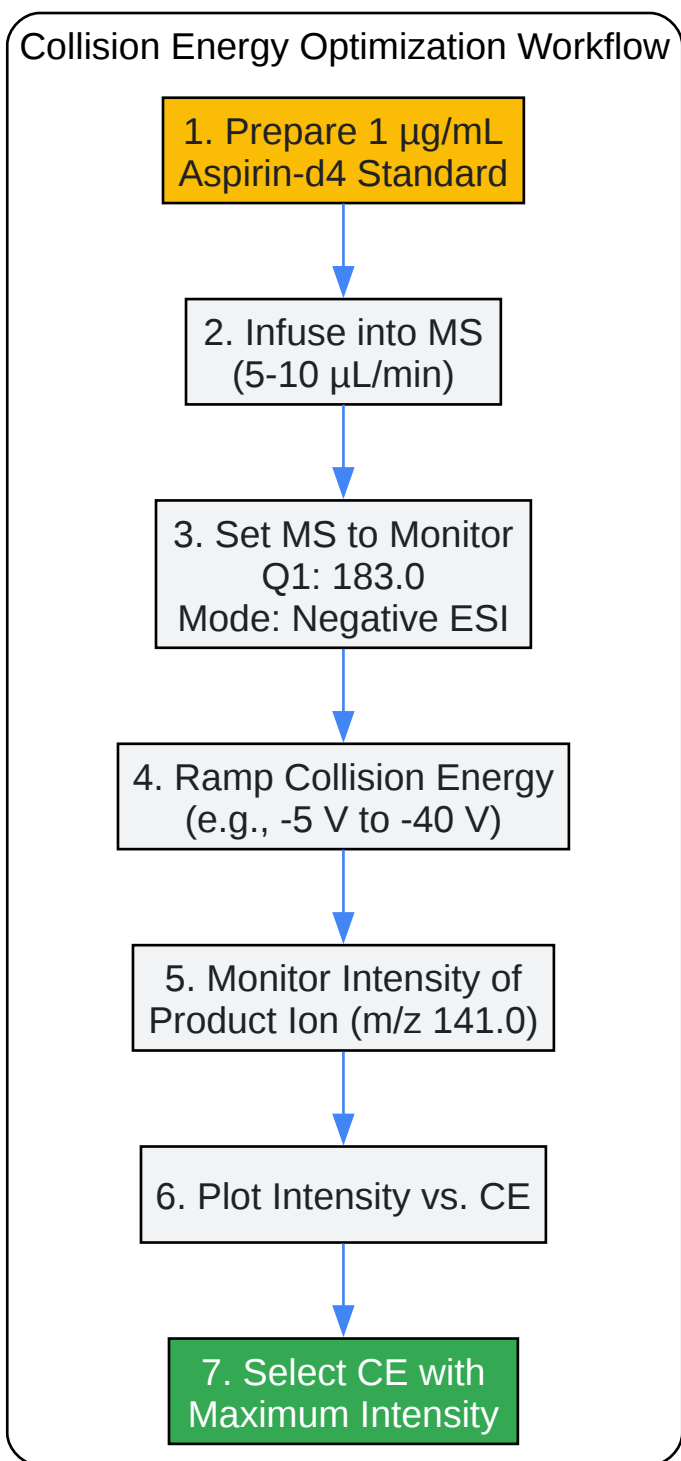 Collision Energy Optimization Workflow
1. Prepare 1 µg/mL
Aspirin-d4 Standard
2. Infuse into MS
(5-10 µL/min)
3. Set MS to Monitor
Q1: 183.0
Mode: Negative ESI
4. Ramp Collision Energy
(e.g., -5 V to -40 V)
5. Monitor Intensity of
Product Ion (m/z 141.0)
6. Plot Intensity vs. CE
7. Select CE with
Maximum Intensity